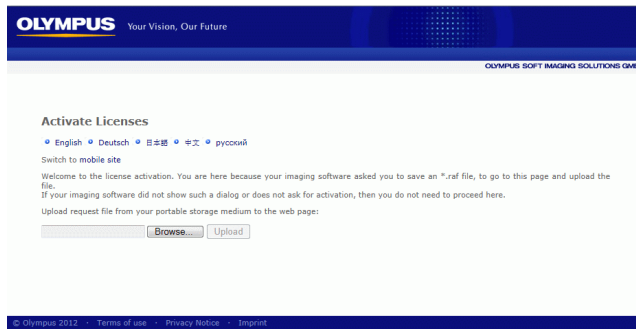 OLYMPUS Your Vision, Our Future
OLYMPUS SOFT IMAGING SOLUTIONS GM
Activate Licenses
English Deutsch 日本語 中文 русский
Switch to mobile site
Welcome to the license activation. You are here because your imaging software asked you to save an *.raf file, to go to this page and upload the
file.
If your imaging software did not show such a dialog or does not ask for activation, then you do not need to proceed here.
Upload request file from your portable storage medium to the web page:
Browse... Upload
© Olympus 2012 · Terms of use · Privacy Notice · Imprint